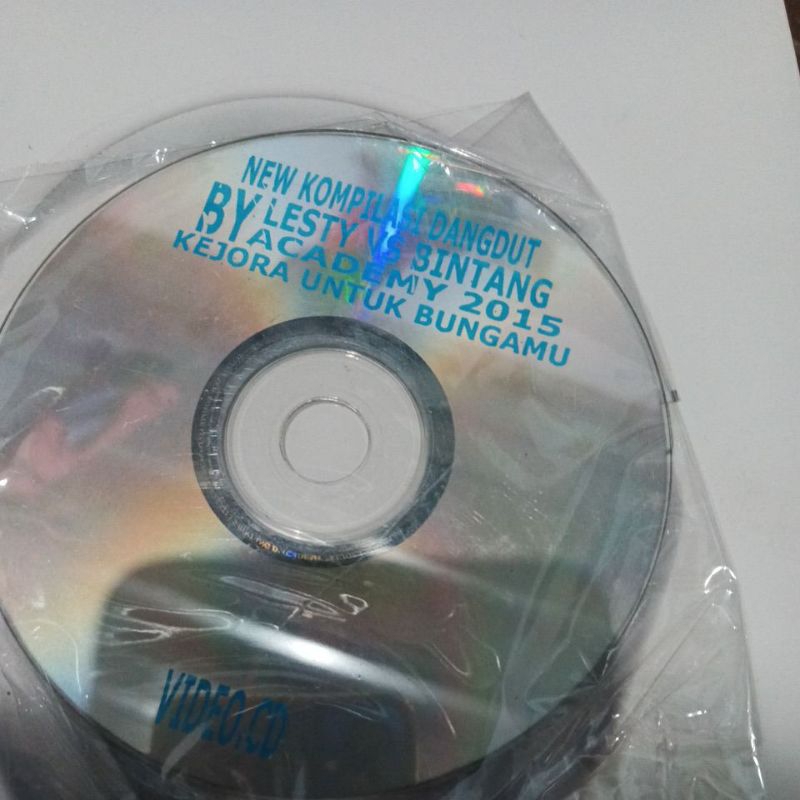 NEW KOMPILASI DANGDUT
BY LESTY VS BINTANG
ACADEMY 2015
KEJORA UNTUK BUNGAMU
VIDEO.CD